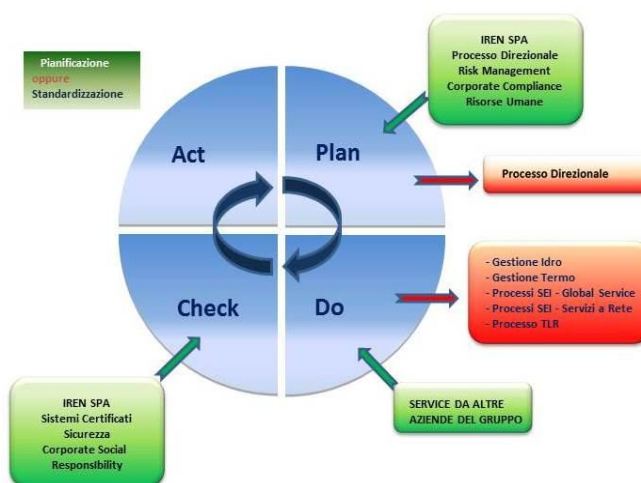 Pianificazione
oppure
Standardizzazione
IREN SPA
Processo Direzionale
Risk Management
Corporate Compliance
Risorse Umane
Act
Plan
Processo Direzionale
Check
Do
- Gestione Idro
- Gestione Termo
- Processi SEI - Global Service
- Processi SEI - Servizi a Rete
- Processo TLR
IREN SPA
Sistemi Certificati
Sicurezza
Corporate Social
Responsibility
SERVICE DA ALTRE
AZIENDE DEL GRUPPO